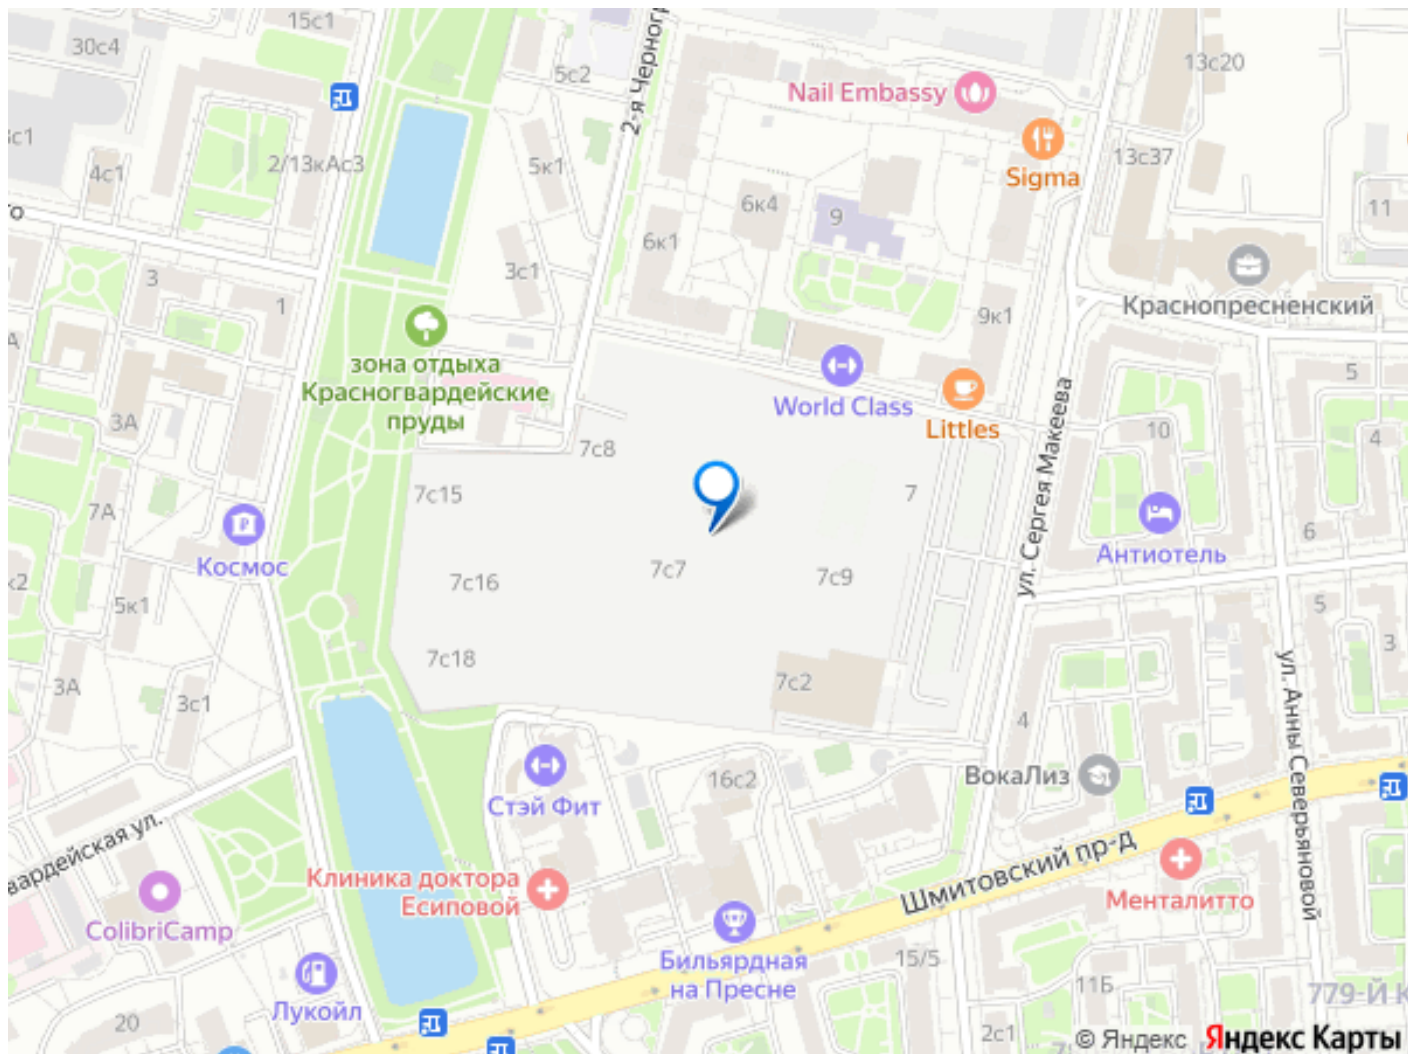 15с1
30с4
5с2
2-я Черногр
Nail Embassy
13с20
Sigma
13с37
2/13кАс3
4с1
5к1
6к4
9
11
6к1
3с1
3
1
9к1
Краснопресненский
зона отдыха
Красногвардейские
пруды
World Class
Littles
ул. Сергея Макеева
5
4
10
3А
7с8
7с15
7
7А
Космос
Антиотель
6
7с7
7с9
7с16
5к1
5
3
7с18
3А
3с1
7с2
4
ул. Анны Северьяновой
16с2
Стэй Фит
ВокаЛиз
вардейская ул.
Шмитовский пр-д
Клиника доктора
Есиповой
Менталитто
ColibriCamp
Бильярдная
на Пресне
15/5
Лукойл
11Б
779-Й К
20
2с1
© Яндекс Яндекс Карты